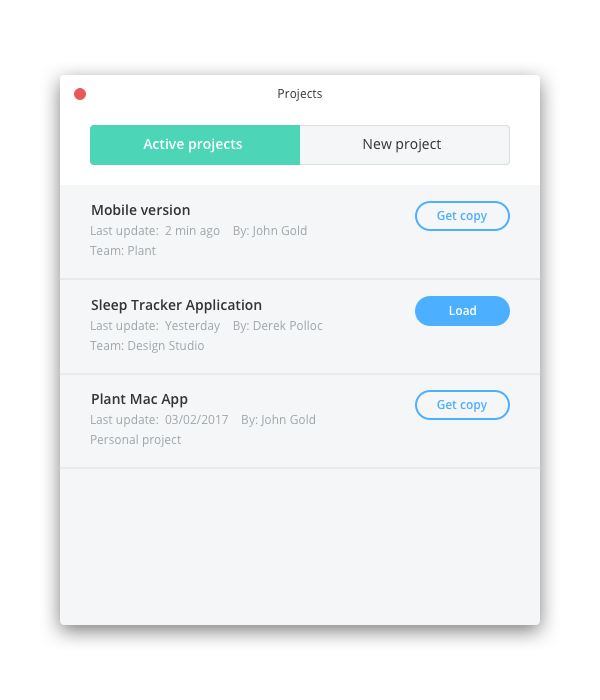 Projects
Active projects
New project
Mobile version
Get copy
Last update: 2 min ago By: John Gold
Team: Plant
Sleep Tracker Application
Load
Last update: Yesterday By: Derek Polloc
Team: Design Studio
Plant Mac App
Get copy
Last update: 03/02/2017 By: John Gold
Personal project